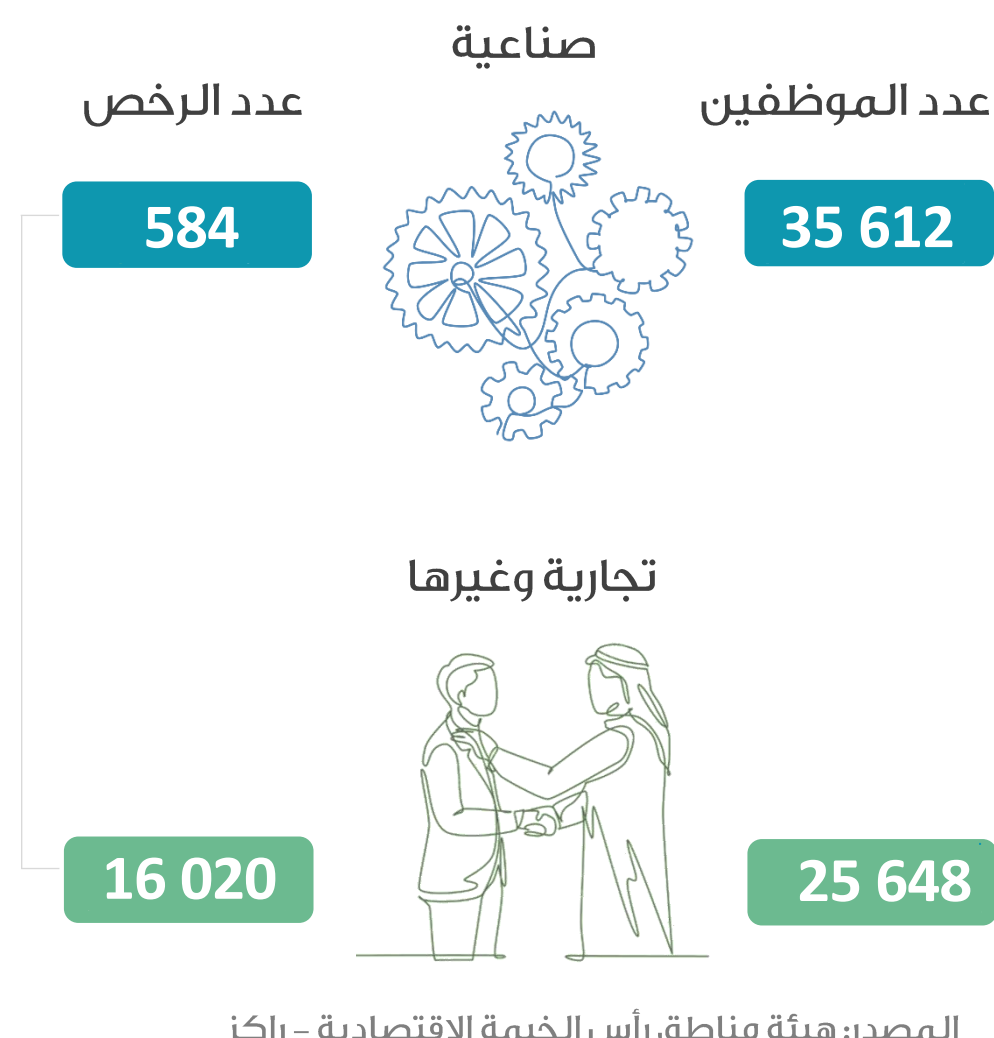 صناعية
عدد الموظفين
عدد الرخص
35 612
584
تجارية وغيرها
25 648
16 020
المصدر: هيئة مناطق رأس الخيمة الاقتصادية – راكز